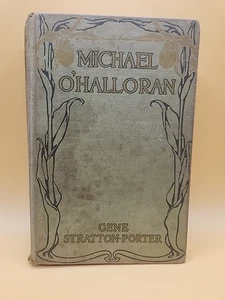 MICHAEL
O'HALLORAN
GENE
STRATTON-PORTER